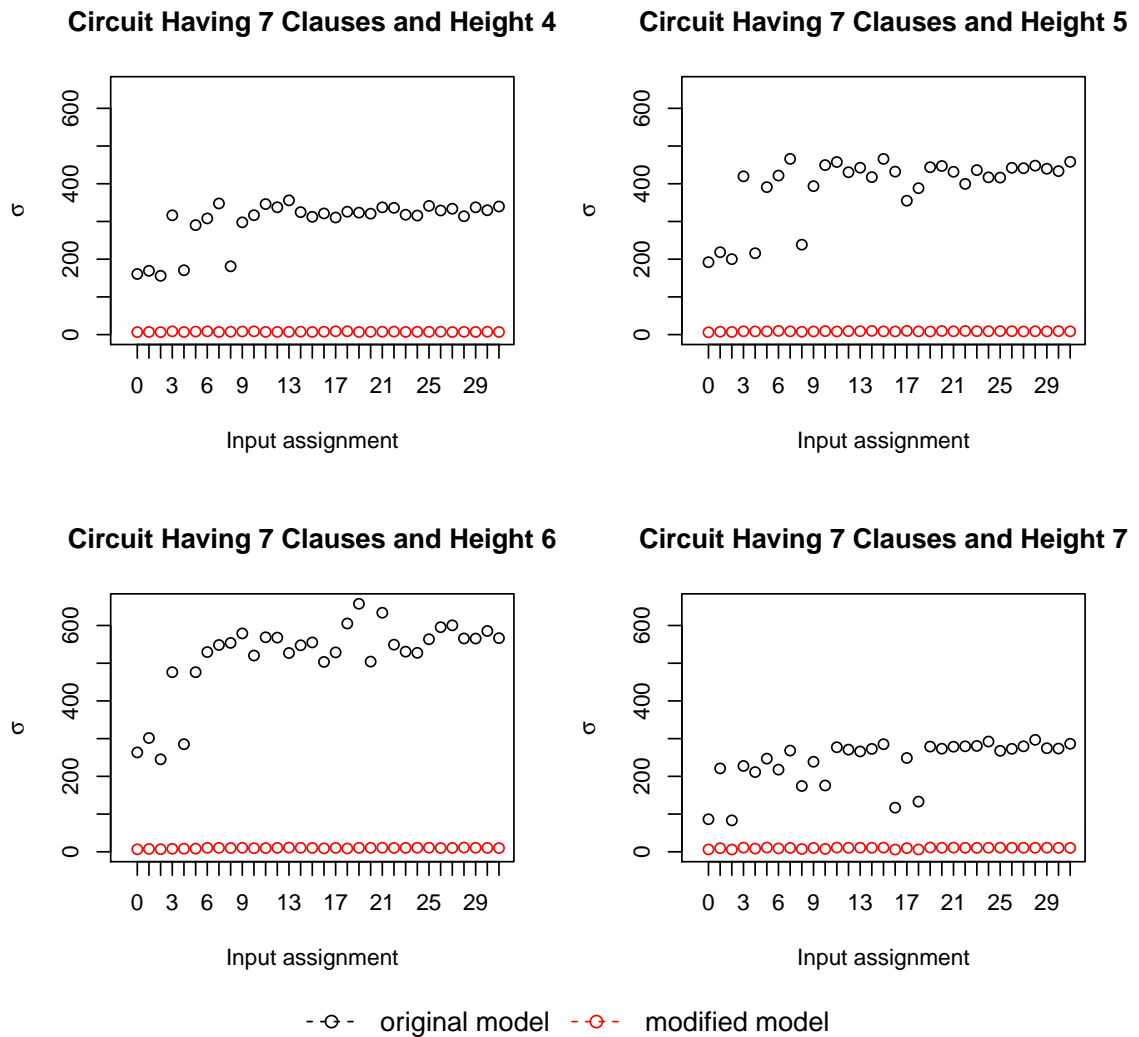 Circuit Having 7 Clauses and Height 4
σ
600
400
200
0
0 3 6 9 13 17 21 25 29
Input assignment
Circuit Having 7 Clauses and Height 5
σ
600
400
200
0
0 3 6 9 13 17 21 25 29
Input assignment
Circuit Having 7 Clauses and Height 6
σ
600
400
200
0
0 3 6 9 13 17 21 25 29
Input assignment
Circuit Having 7 Clauses and Height 7
σ
600
400
200
0
0 3 6 9 13 17 21 25 29
Input assignment
original model modified model